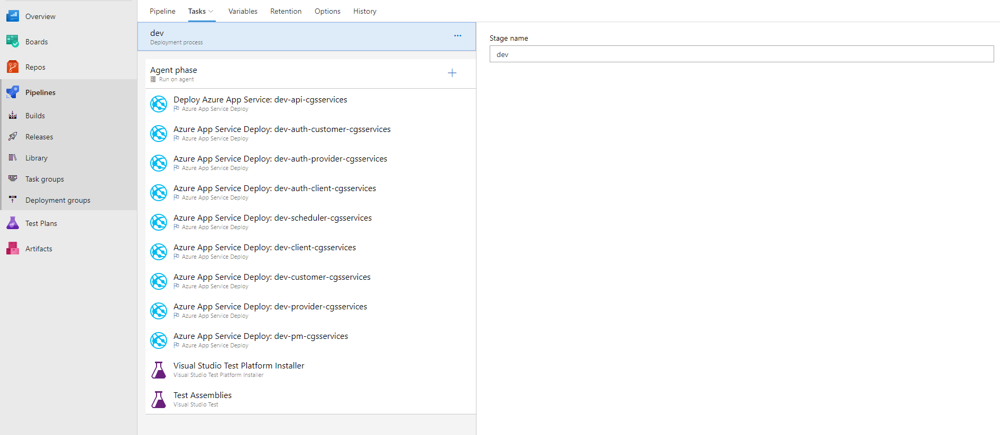 Overview
Boards
Repos
Pipelines
Builds
Releases
Library
Task groups
Deployment groups
Test Plans
Artifacts
Pipeline Tasks Variables Retention Options History
dev
Deployment process
Agent phase
Run on agent
Deploy Azure App Service: dev-api-cgsservices
Azure App Service Deploy
Azure App Service Deploy: dev-auth-customer-cgsservices
Azure App Service Deploy
Azure App Service Deploy: dev-auth-provider-cgsservices
Azure App Service Deploy
Azure App Service Deploy: dev-auth-client-cgsservices
Azure App Service Deploy
Azure App Service Deploy: dev-scheduler-cgsservices
Azure App Service Deploy
Azure App Service Deploy: dev-client-cgsservices
Azure App Service Deploy
Azure App Service Deploy: dev-customer-cgsservices
Azure App Service Deploy
Azure App Service Deploy: dev-provider-cgsservices
Azure App Service Deploy
Azure App Service Deploy: dev-pm-cgsservices
Azure App Service Deploy
Visual Studio Test Platform Installer
Visual Studio Test Platform Installer
Test Assemblies
Visual Studio Test
Stage name
dev